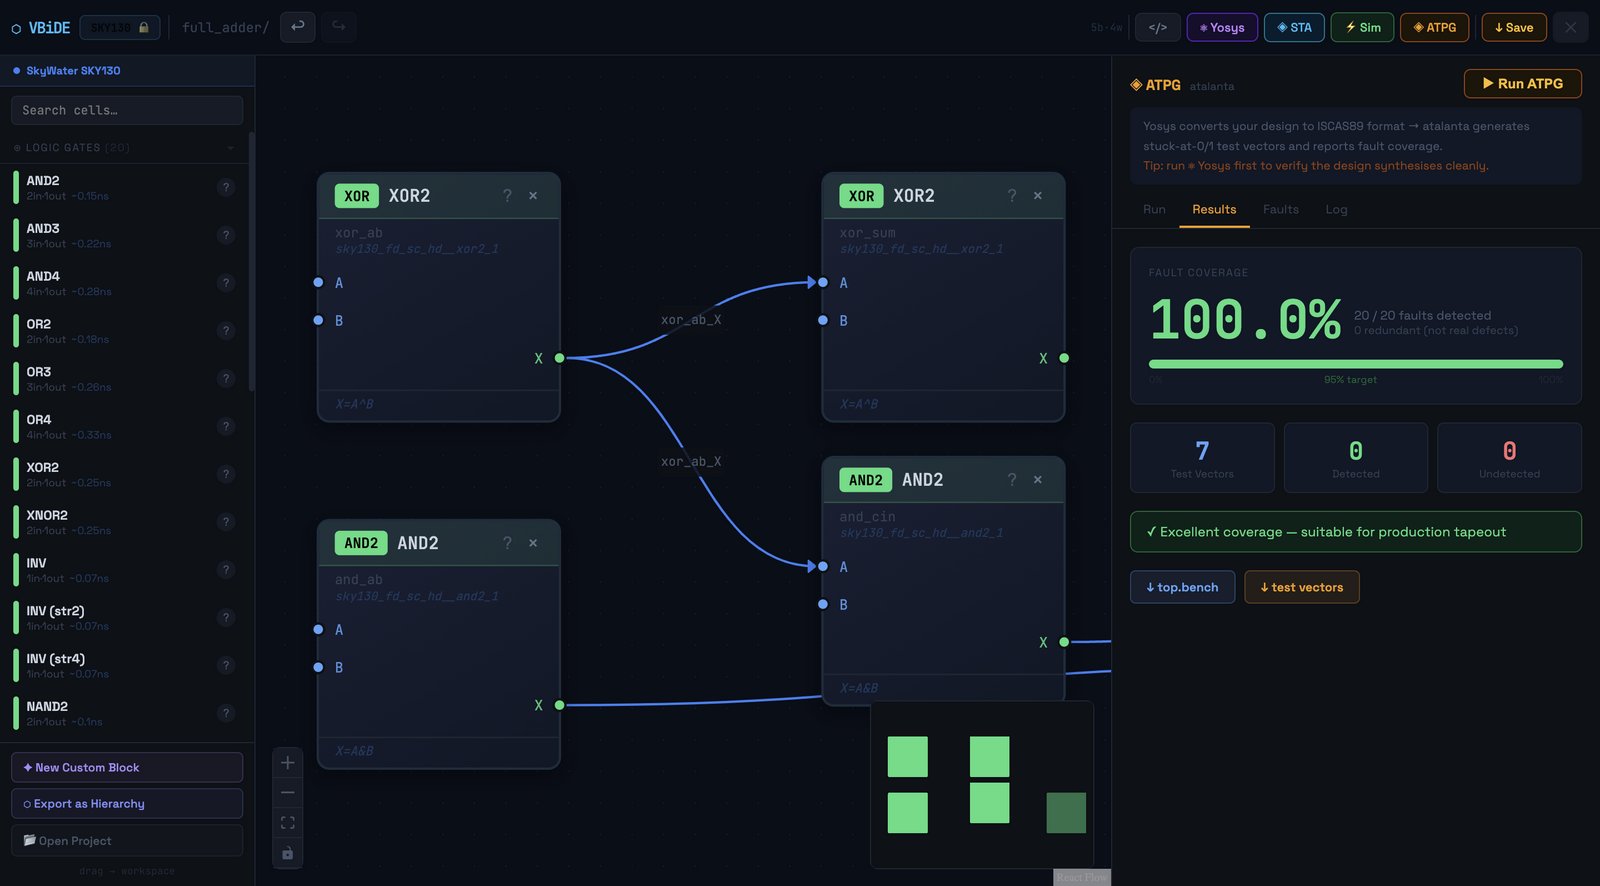 VBiDE
SKY130 🔒
full_adder/
5b·4w
</>
Yosys
STA
Sim
ATPG
↓ Save
SkyWater SKY130
Search cells…
LOGIC GATES (20)
AND2
2in·1out ~0.15ns
?
AND3
3in·1out ~0.22ns
?
AND4
4in·1out ~0.28ns
?
OR2
2in·1out ~0.18ns
?
OR3
3in·1out ~0.26ns
?
OR4
4in·1out ~0.33ns
?
XOR2
2in·1out ~0.25ns
?
XNOR2
2in·1out ~0.25ns
?
INV
1in·1out ~0.07ns
?
INV (str2)
1in·1out ~0.07ns
?
INV (str4)
1in·1out ~0.07ns
?
NAND2
2in·1out ~0.1ns
?
New Custom Block
Export as Hierarchy
Open Project
drag → workspace
XOR XOR2 ? ×
xor_ab
sky130_fd_sc_hd__xor2_1
A
B
X
X=A^B
AND2 AND2 ? ×
and_ab
sky130_fd_sc_hd__and2_1
A
B
X
X=A&B
xor_ab_X
xor_ab_X
XOR XOR2 ? ×
xor_sum
sky130_fd_sc_hd__xor2_1
A
B
X
X=A^B
AND2 AND2 ? ×
and_cin
sky130_fd_sc_hd__and2_1
A
B
X
X=A&B
React Flow
ATPG atalanta
▶ Run ATPG
Yosys converts your design to ISCAS89 format → atalanta generates
stuck-at-0/1 test vectors and reports fault coverage.
Tip: run Yosys first to verify the design synthesises cleanly.
Run Results Faults Log
FAULT COVERAGE
100.0%
20 / 20 faults detected
0 redundant (not real defects)
0% 95% target 100%
7
Test Vectors
0
Detected
0
Undetected
✓ Excellent coverage — suitable for production tapeout
↓ top.bench
↓ test vectors